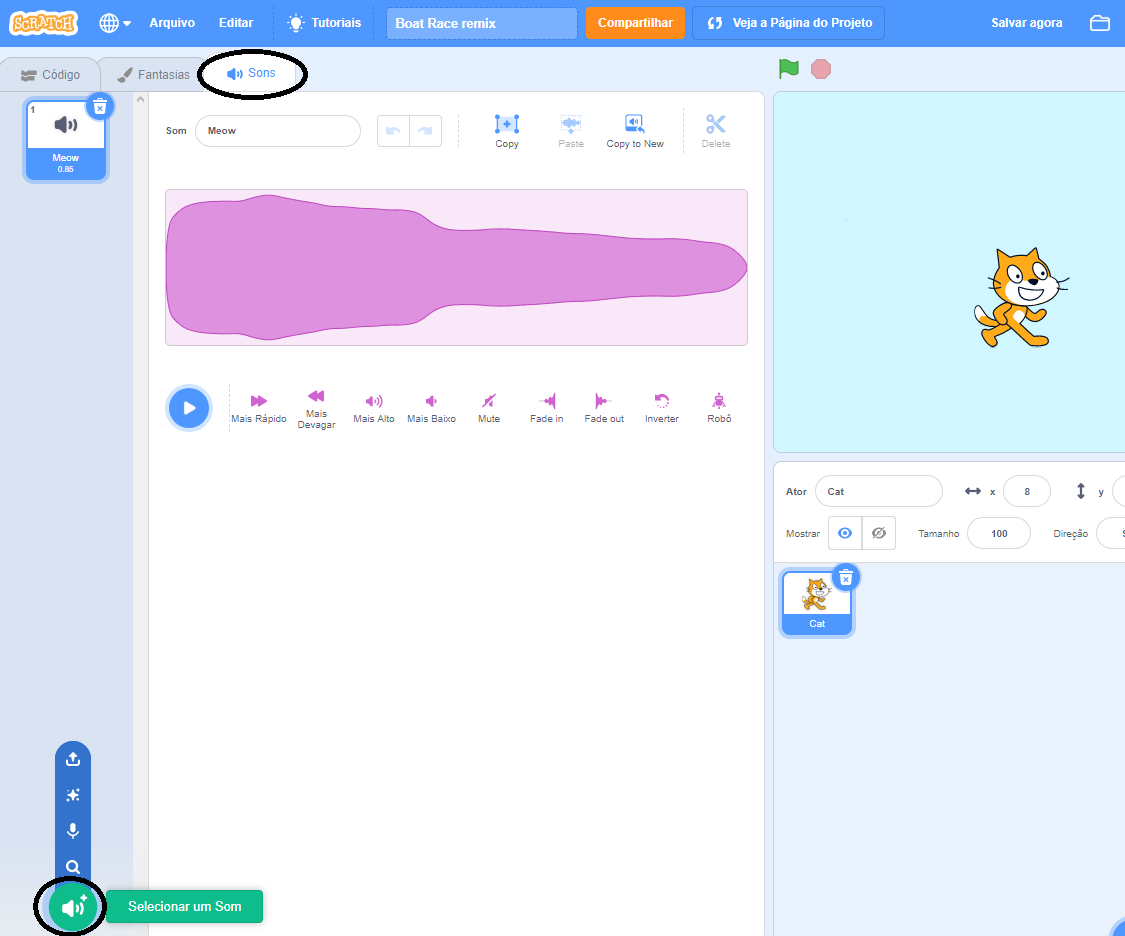 SCRATCH
Arquivo
Editar
Tutoriais
Boat Race remix
Compartilhar
Veja a Página do Projeto
Salvar agora
Código
Fantasias
Sons
1
Meow
0.85
Som
Meow
Copy
Paste
Copy to New
Delete
Mais Rápido
Mais
Devagar
Mais Alto
Mais Baixo
Mute
Fade in
Fade out
Inverter
Robô
Ator
Cat
x
8
y
Mostrar
Tamanho
100
Direção
Cat
Selecionar um Som